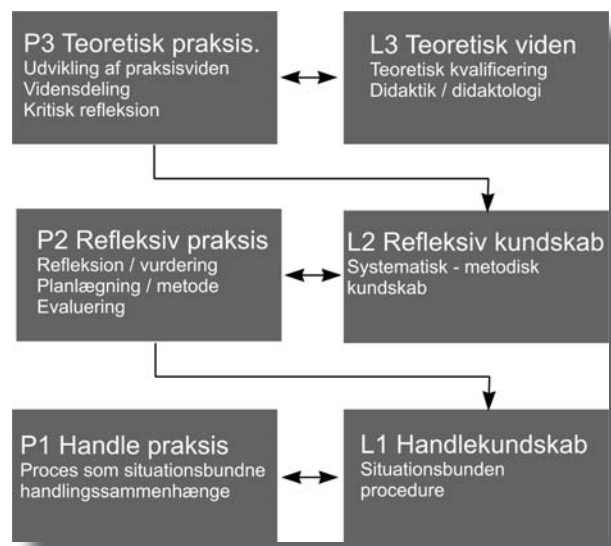 P3 Teoretisk praksis.
Udvikling af praksisviden
Vidensdeling
Kritisk refleksion
L3 Teoretisk viden
Teoretisk kvalificering
Didaktik / didaktologi
P2 Refleksiv praksis
Refleksion / vurdering
Planlægning / metode
Evaluering
L2 Refleksiv kundskab
Systematisk - metodisk
kundskab
P1 Handle praksis
Proces som situationsbundne
handlingssammenhænge
L1 Handlekundskab
Situationsbunden
procedure